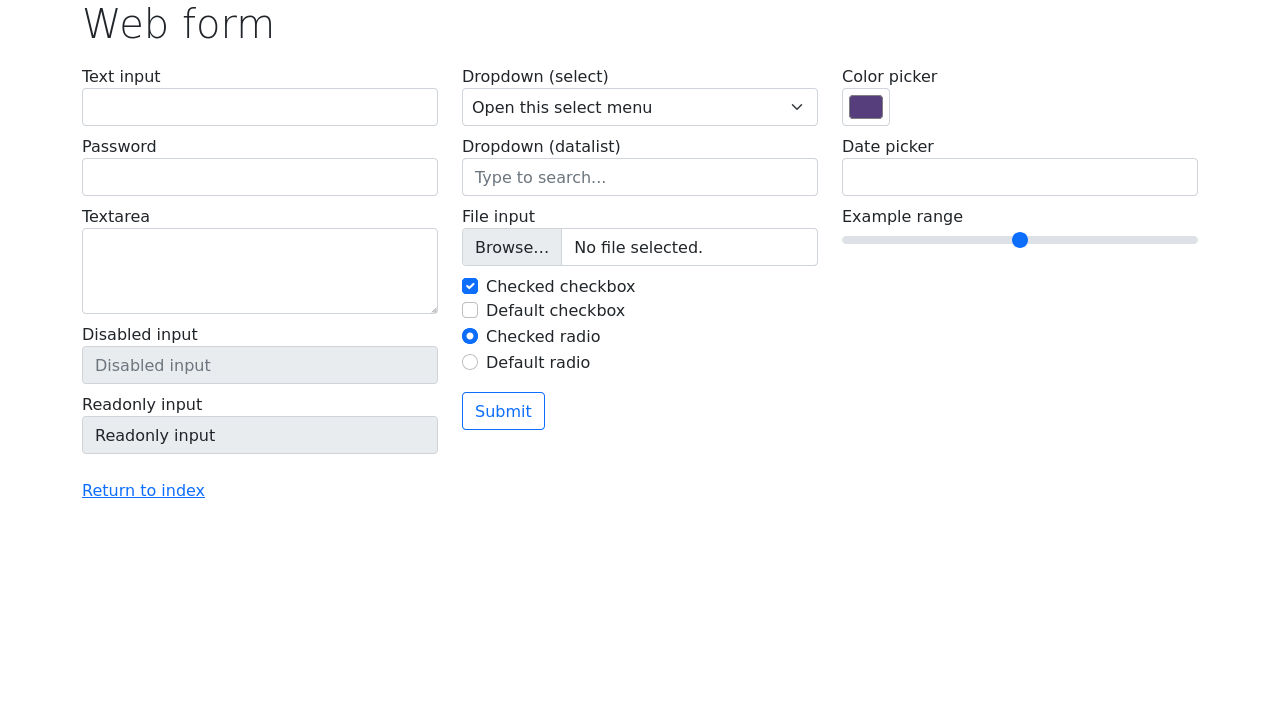 Web form
Text input
Password
Textarea
Disabled input
Disabled input
Readonly input
Readonly input
Return to index
Dropdown (select)
Open this select menu
Dropdown (datalist)
Type to search...
File input
Browse... No file selected.
Checked checkbox
Default checkbox
Checked radio
Default radio
Submit
Color picker
Date picker
Example range